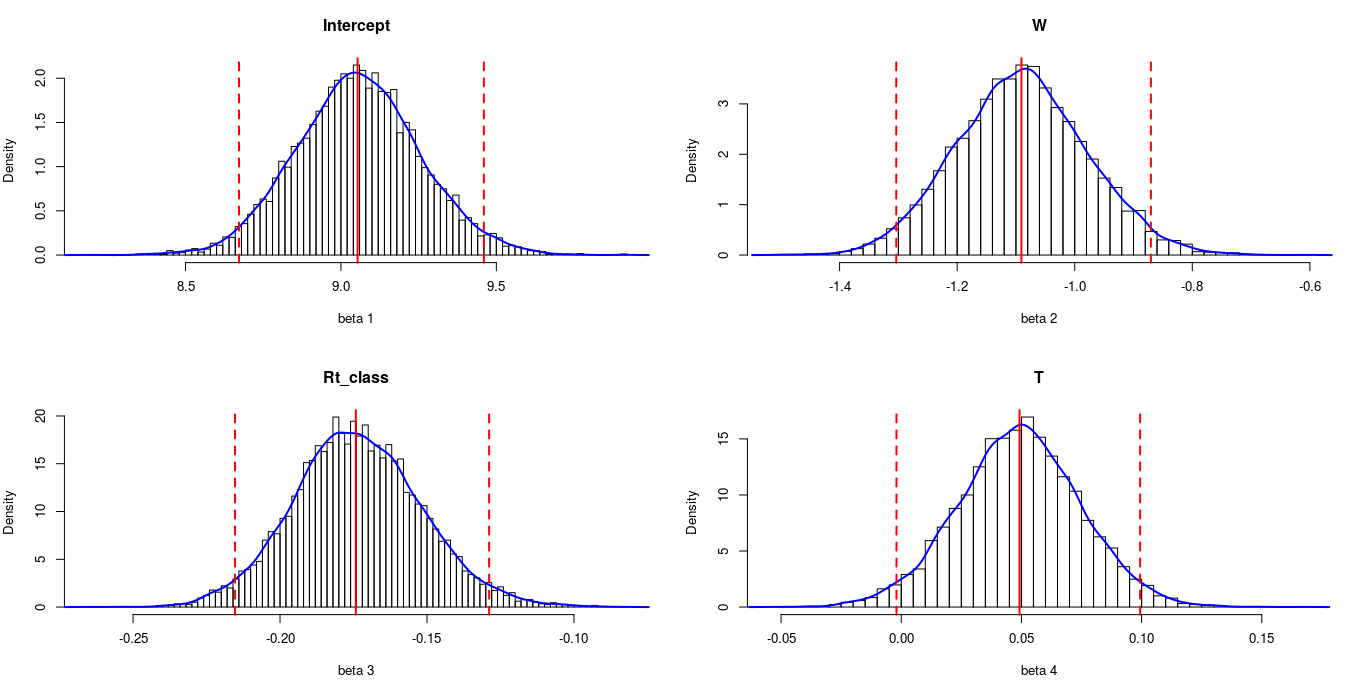 Intercept
Density
0.0 0.5 1.0 1.5 2.0
8.5 9.0 9.5
beta 1
W
Density
0 1 2 3
-1.4 -1.2 -1.0 -0.8 -0.6
beta 2
Rt_class
Density
0 5 10 15 20
-0.25 -0.20 -0.15 -0.10
beta 3
T
Density
0 5 10 15
-0.05 0.00 0.05 0.10 0.15
beta 4